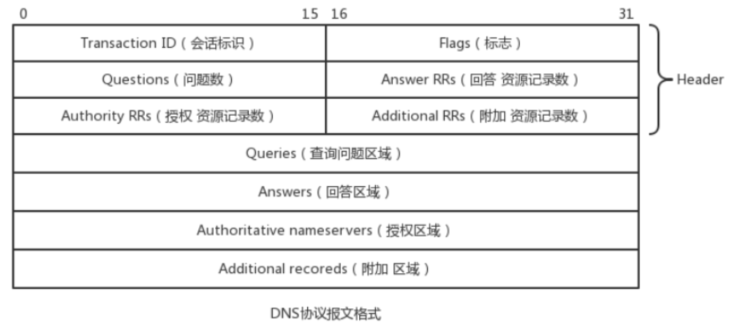 0 15 16 31
Transaction ID（会话标识） Flags（标志）
Questions（问题数） Answer RRs（回答 资源记录数） Header
Authority RRs（授权 资源记录数） Additional RRs（附加 资源记录数）
Queries（查询问题区域）
Answers（回答区域）
Authoritative nameservers（授权区域）
Additional recoreds（附加 区域）
DNS协议报文格式